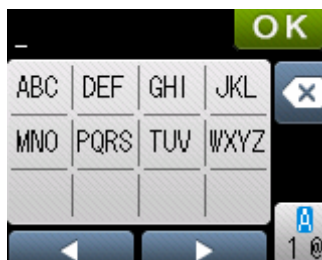 _ OK
ABC DEF GHI JKL
MNO PQRS TUV WXYZ
A
1 @